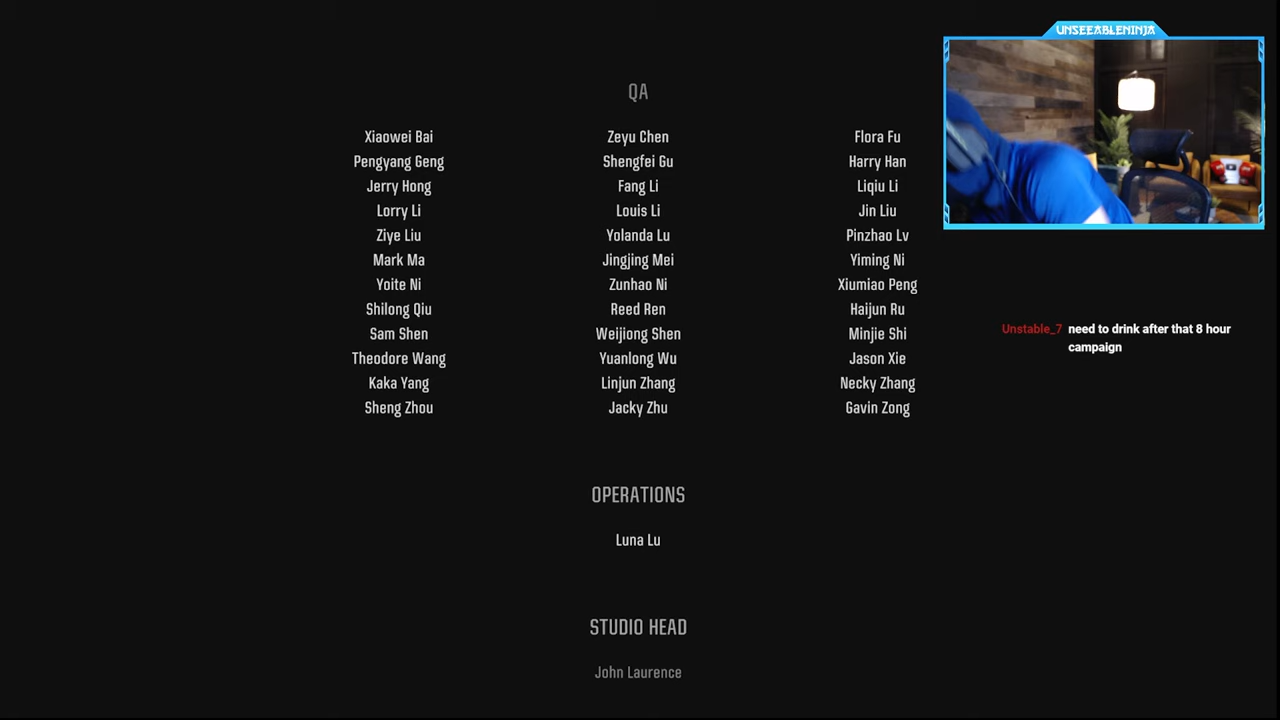 UNSEEABLENINJA
QA
Xiaowei Bai Zeyu Chen Flora Fu
Pengyang Geng Shengfei Gu Harry Han
Jerry Hong Fang Li Liqiu Li
Lorry Li Louis Li Jin Liu
Ziye Liu Yolanda Lu Pinzhao Lv
Mark Ma Jingjing Mei Yiming Ni
Yoite Ni Zunhao Ni Xiumiao Peng
Shilong Qiu Reed Ren Haijun Ru
Sam Shen Weijiong Shen Minjie Shi
Theodore Wang Yuanlong Wu Jason Xie
Kaka Yang Linjun Zhang Necky Zhang
Sheng Zhou Jacky Zhu Gavin Zong
Unstable_7 need to drink after that 8 hour
campaign
OPERATIONS
Luna Lu
STUDIO HEAD
John Laurence